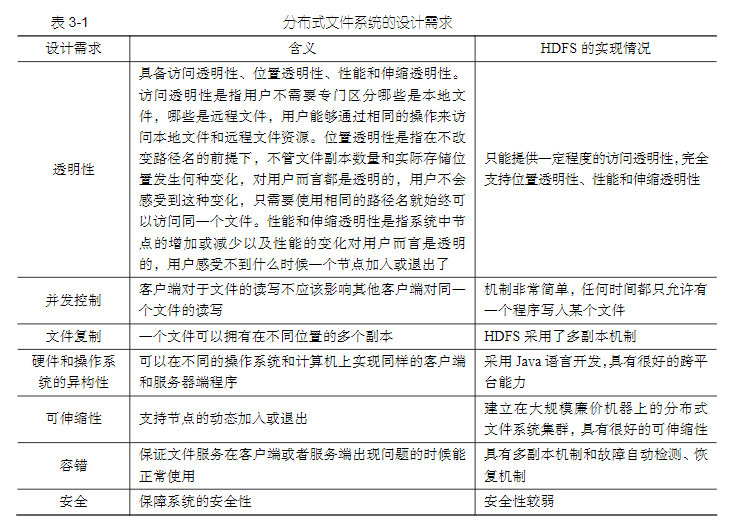 表 3-1 分布式文件系统的设计需求
设计需求 含义 HDFS 的实现情况
透明性
具备访问透明性、位置透明性、性能和伸缩透明性。
访问透明性是指用户不需要专门区分哪些是本地文
件，哪些是远程文件，用户能够通过相同的操作来访
问本地文件和远程文件资源。位置透明性是指在不改
变路径名的前提下，不管文件副本数量和实际存储位
置发生何种变化，对用户而言都是透明的，用户不会
感受到这种变化，只需要使用相同的路径名就始终可
以访问同一个文件。性能和伸缩透明性是指系统中节
点的增加或减少以及性能的变化对用户而言是透明
的，用户感受不到什么时候一个节点加入或退出了
只能提供一定程度的访问透明性，完全
支持位置透明性、性能和伸缩透明性
并发控制
客户端对于文件的读写不应该影响其他客户端对同一
个文件的读写
机制非常简单，任何时间都只允许有
一个程序写入某个文件
文件复制
一个文件可以拥有在不同位置的多个副本
HDFS 采用了多副本机制
硬件和操作系
统的异构性
可以在不同的操作系统和计算机上实现同样的客户端
和服务器端程序
采用 Java 语言开发，具有很好的跨平
台能力
可伸缩性
支持节点的动态加入或退出
建立在大规模廉价机器上的分布式
文件系统集群，具有很好的可伸缩性
容错
保证文件服务在客户端或者服务端出现问题的时候能
正常使用
具有多副本机制和故障自动检测、恢
复机制
安全
保障系统的安全性
安全性较弱